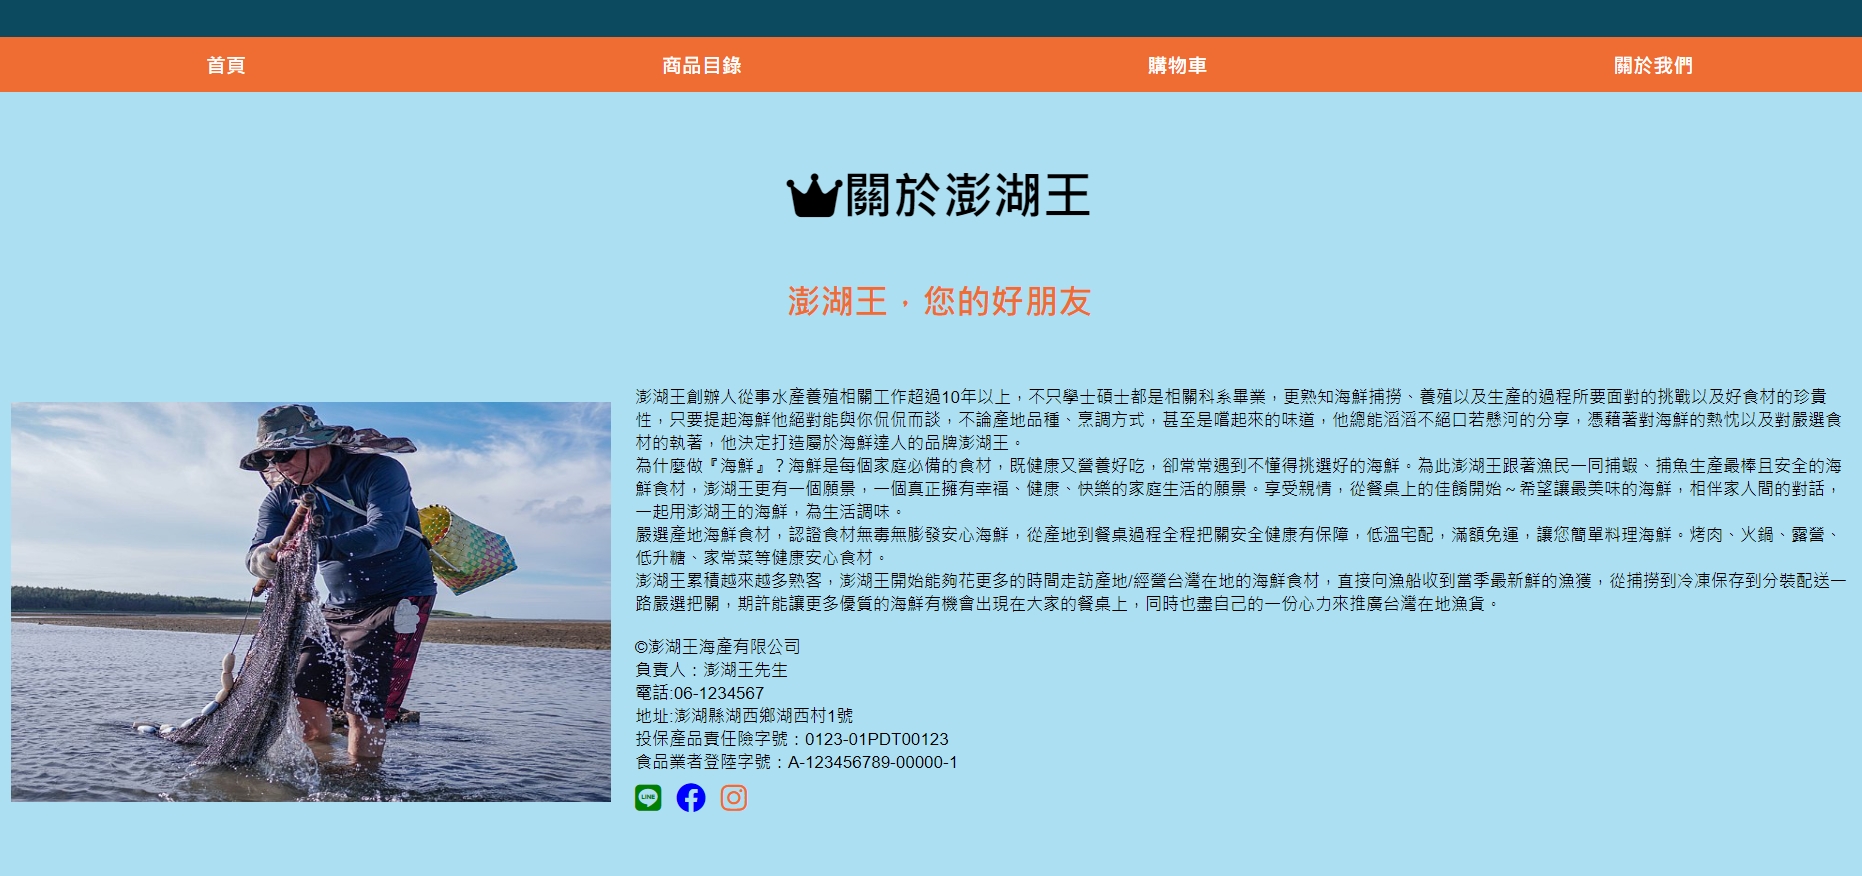 首頁 商品目錄 購物車 關於我們
關於澎湖王
澎湖王，您的好朋友
澎湖王創辦人從事水產養殖相關工作超過10年以上，不只學士碩士都是相關科系畢業，更熟知海鮮捕撈、養殖以及生產的過程所要面對的挑戰以及好食材的珍貴
性，只要提起海鮮他絕對能與你侃侃而談，不論產地品種、烹調方式，甚至是嚐起來的味道，他總能滔滔不絕口若懸河的分享，憑藉著對海鮮的熱忱以及對嚴選食
材的執著，他決定打造屬於海鮮達人的品牌澎湖王。
為什麼做『海鮮』？海鮮是每個家庭必備的食材，既健康又營養好吃，卻常常遇到不懂得挑選好的海鮮。為此澎湖王跟著漁民一同捕蝦、捕魚生產最棒且安全的海
鮮食材，澎湖王更有一個願景，一個真正擁有幸福、健康、快樂的家庭生活的願景。享受親情，從餐桌上的佳餚開始～希望讓最美味的海鮮，相伴家人間的對話，
一起用澎湖王的海鮮，為生活調味。
嚴選產地海鮮食材，認證食材無毒無膨發安心海鮮，從產地到餐桌過程全程把關安全健康有保障，低溫宅配，滿額免運，讓您簡單料理海鮮。烤肉、火鍋、露營、
低升糖、家常菜等健康安心食材。
澎湖王累積越來越多熟客，澎湖王開始能夠花更多的時間走訪產地/經營台灣在地的海鮮食材，直接向漁船收到當季最新鮮的漁獲，從捕撈到冷凍保存到分裝配送一
路嚴選把關，期許能讓更多優質的海鮮有機會出現在大家的餐桌上，同時也盡自己的一份心力來推廣台灣在地漁貨。
©澎湖王海產有限公司
負責人：澎湖王先生
電話:06-1234567
地址:澎湖縣湖西鄉湖西村1號
投保產品責任險字號：0123-01PDT00123
食品業者登陸字號：A-123456789-00000-1
LINE